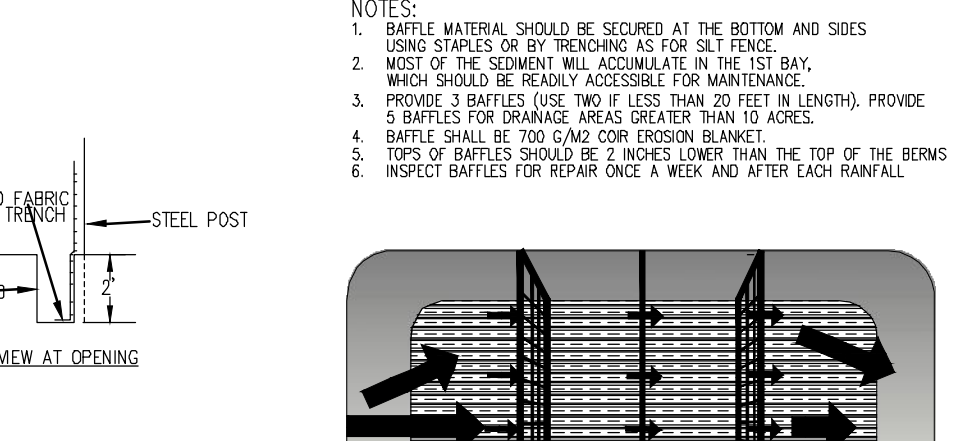 NOTES:
1. BAFFLE MATERIAL SHOULD BE SECURED AT THE BOTTOM AND SIDES
USING STAPLES OR BY TRENCHING AS FOR SILT FENCE.
2. MOST OF THE SEDIMENT WILL ACCUMULATE IN THE 1ST BAY,
WHICH SHOULD BE READILY ACCESSIBLE FOR MAINTENANCE.
3. PROVIDE 3 BAFFLES (USE TWO IF LESS THAN 20 FEET IN LENGTH). PROVIDE
5 BAFFLES FOR DRAINAGE AREAS GREATER THAN 10 ACRES.
4. BAFFLE SHALL BE 700 G/M2 COIR EROSION BLANKET.
5. TOPS OF BAFFLES SHOULD BE 2 INCHES LOWER THAN THE TOP OF THE BERMS
6. INSPECT BAFFLES FOR REPAIR ONCE A WEEK AND AFTER EACH RAINFALL
FABRIC
TRENCH
STEEL POST
2'
VIEW AT OPENING